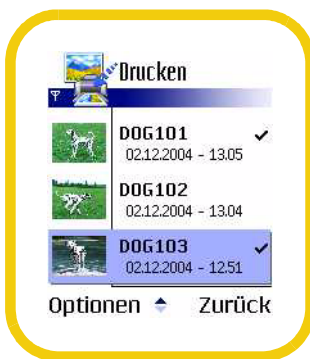 Drucken
DOG101
02.12.2004 - 13.05
DOG102
02.12.2004 - 13.04
DOG103
02.12.2004 - 12.51
Optionen Zurück